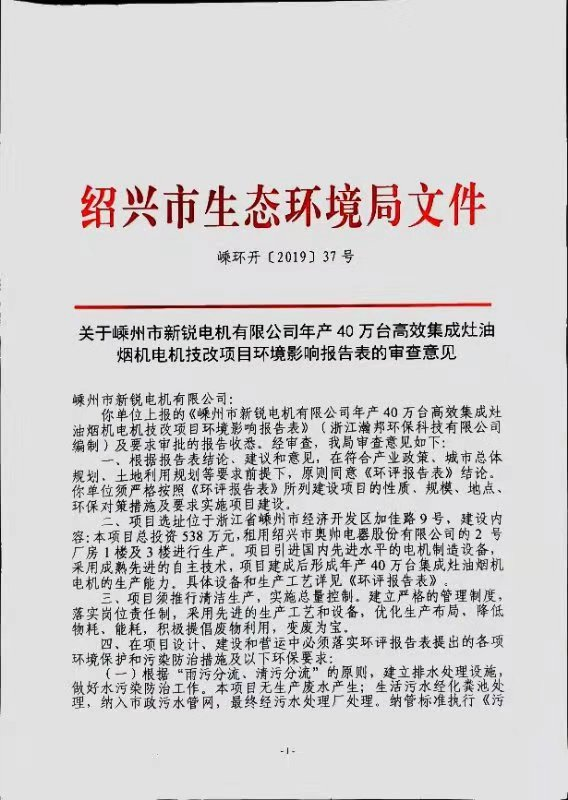 绍兴市生态环境局文件
嵊环开〔2019〕37号
关于嵊州市新锐电机有限公司年产40万台高效集成灶油
烟机电机技改项目环境影响报告表的审查意见
嵊州市新锐电机有限公司:
你单位上报的《嵊州市新锐电机有限公司年产40万台高效集成灶
油烟机电机技改项目环境影响报告表》(浙江瀚邦环保科技有限公司
编制)及要求审批的报告收悉。经审查,我局审查意见如下:
一、根据报告表结论、建议和意见,在符合产业政策、城市总体
规划、土地利用规划等要求前提下,原则同意《环评报告表》结论。
你单位须严格按照《环评报告表》所列建设项目的性质、规模、地点、
环保对策措施及要求实施项目建设。
二、项目选址位于浙江省嵊州市经济开发区加佳路9号,建设内
容:本项目总投资538万元,租用绍兴市奥帅电器股份有限公司的2号
厂房1楼及3楼进行生产。项目引进国内先进水平的电机制造设备,
采用成熟先进的自主技术,项目建成后形成年产40万台集成灶油烟机
电机的生产能力。具体设备和生产工艺详见《环评报告表》。
三、项目须推行清洁生产,实施总量控制。建立严格的管理制度,
落实岗位责任制,采用先进的生产工艺和设备,优化生产布局、降低
物耗、能耗,积极提倡废物利用,变废为宝。
四、在项目设计、建设和营运中必须落实环评报告表提出的各项
环境保护和污染防治措施及以下环保要求:
(一)根据“雨污分流、清污分流”的原则,建立排水处理设施,
做好水污染防治工作。本项目无生产废水产生;生活污水经化粪池处
理,纳入市政污水管网,最终经污水处理厂处理。纳管标准执行《污
-1-